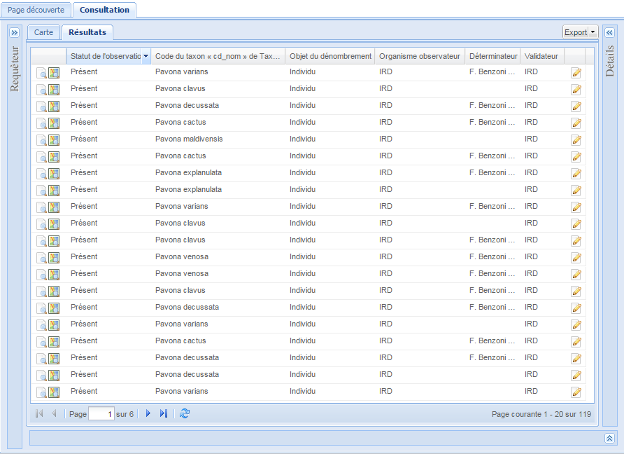 Page découverte Consultation
Requêteur
Carte Résultats Export
Détails
Statut de l'observatio Code du taxon « cd_nom » de Tax… Objet du dénombrement Organisme observateur Déterminateur Validateur
Présent Pavona varians Individu IRD F. Benzoni … IRD
Présent Pavona clavus Individu IRD IRD
Présent Pavona decussata Individu IRD F. Benzoni … IRD
Présent Pavona cactus Individu IRD F. Benzoni … IRD
Présent Pavona maldivensis Individu IRD IRD
Présent Pavona cactus Individu IRD F. Benzoni … IRD
Présent Pavona explanulata Individu IRD F. Benzoni … IRD
Présent Pavona explanulata Individu IRD IRD
Présent Pavona varians Individu IRD F. Benzoni … IRD
Présent Pavona clavus Individu IRD IRD
Présent Pavona clavus Individu IRD F. Benzoni … IRD
Présent Pavona venosa Individu IRD F. Benzoni … IRD
Présent Pavona venosa Individu IRD F. Benzoni … IRD
Présent Pavona clavus Individu IRD F. Benzoni … IRD
Présent Pavona decussata Individu IRD F. Benzoni … IRD
Présent Pavona varians Individu IRD IRD
Présent Pavona cactus Individu IRD F. Benzoni … IRD
Présent Pavona decussata Individu IRD F. Benzoni … IRD
Présent Pavona decussata Individu IRD IRD
Présent Pavona varians Individu IRD IRD
Page 1 sur 6 Page courante 1 - 20 sur 119